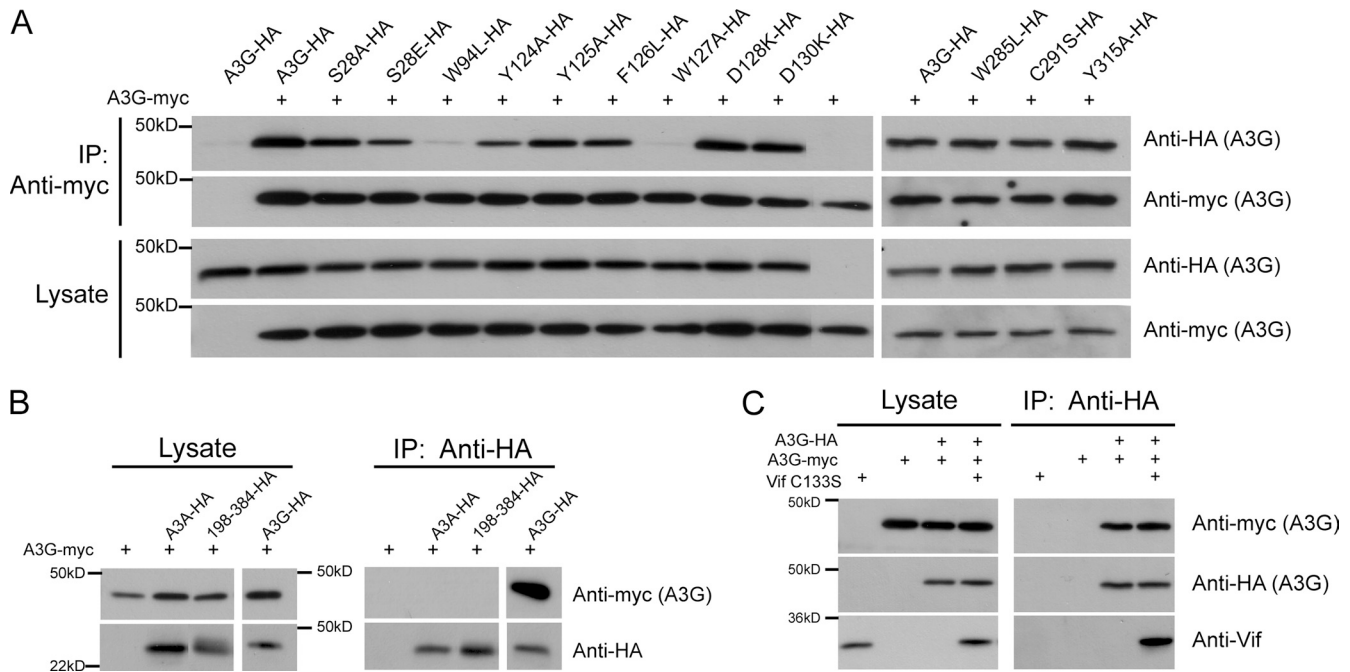 A
A3G-HA A3G-HA S28A-HA S28E-HA W94L-HA Y124A-HA Y125A-HA F126L-HA W127A-HA D128K-HA D130K-HA A3G-HA W285L-HA C291S-HA Y315A-HA
A3G-myc + + + + + + + + + + + + + + +
IP: Anti-myc
50kD Anti-HA (A3G)
50kD Anti-myc (A3G)
Lysate
50kD Anti-HA (A3G)
50kD Anti-myc (A3G)
B
Lysate IP: Anti-HA
A3A-HA 198-384-HA A3G-HA A3A-HA 198-384-HA A3G-HA
A3G-myc + + + + + + + +
50kD 50kD Anti-myc (A3G)
50kD Anti-HA
22kD
C
Lysate IP: Anti-HA
A3G-HA + + + +
A3G-myc + + + + + +
Vif C133S + + + +
50kD Anti-myc (A3G)
50kD Anti-HA (A3G)
36kD Anti-Vif